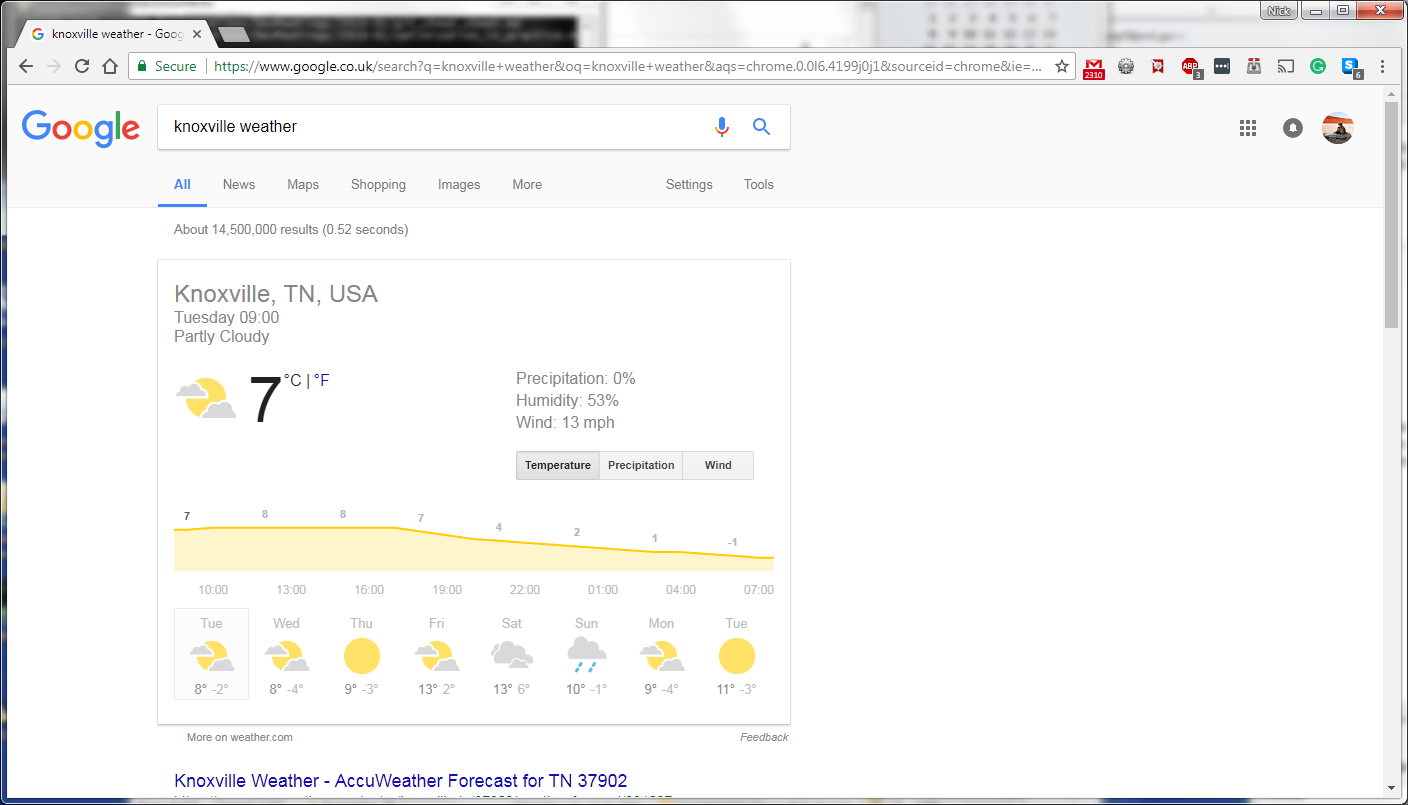 Nick
knoxville weather - Goog
Secure https://www.google.co.uk/search?q=knoxville+weather&oq=knoxville+weather&aqs=chrome.0.0l6.4199j0j1&sourceid=chrome&ie=...
2310
ABP
3
6
Google
knoxville weather
All News Maps Shopping Images More Settings Tools
About 14,500,000 results (0.52 seconds)
Knoxville, TN, USA
Tuesday 09:00
Partly Cloudy
7 °C | °F
Precipitation: 0%
Humidity: 53%
Wind: 13 mph
Temperature Precipitation Wind
7 8 8 7 4 2 1 -1
10:00 13:00 16:00 19:00 22:00 01:00 04:00 07:00
Tue Wed Thu Fri Sat Sun Mon Tue
8° -2° 8° -4° 9° -3° 13° 2° 13° 6° 10° -1° 9° -4° 11° -3°
More on weather.com Feedback
Knoxville Weather - AccuWeather Forecast for TN 37902